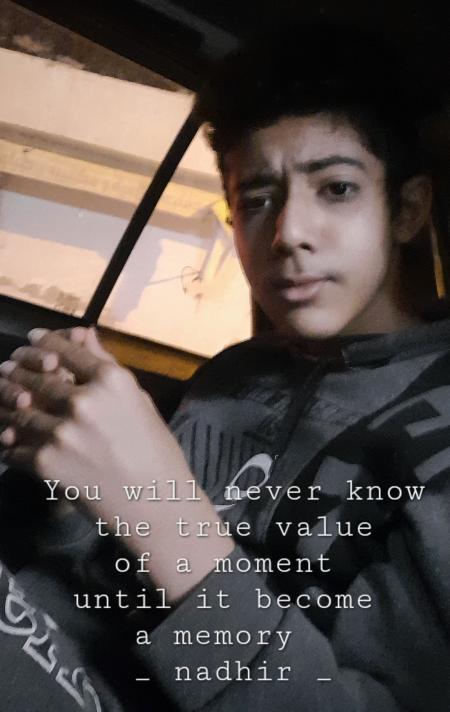 You will never know
the true value
of a moment
until it become
a memory
_ nadhir _